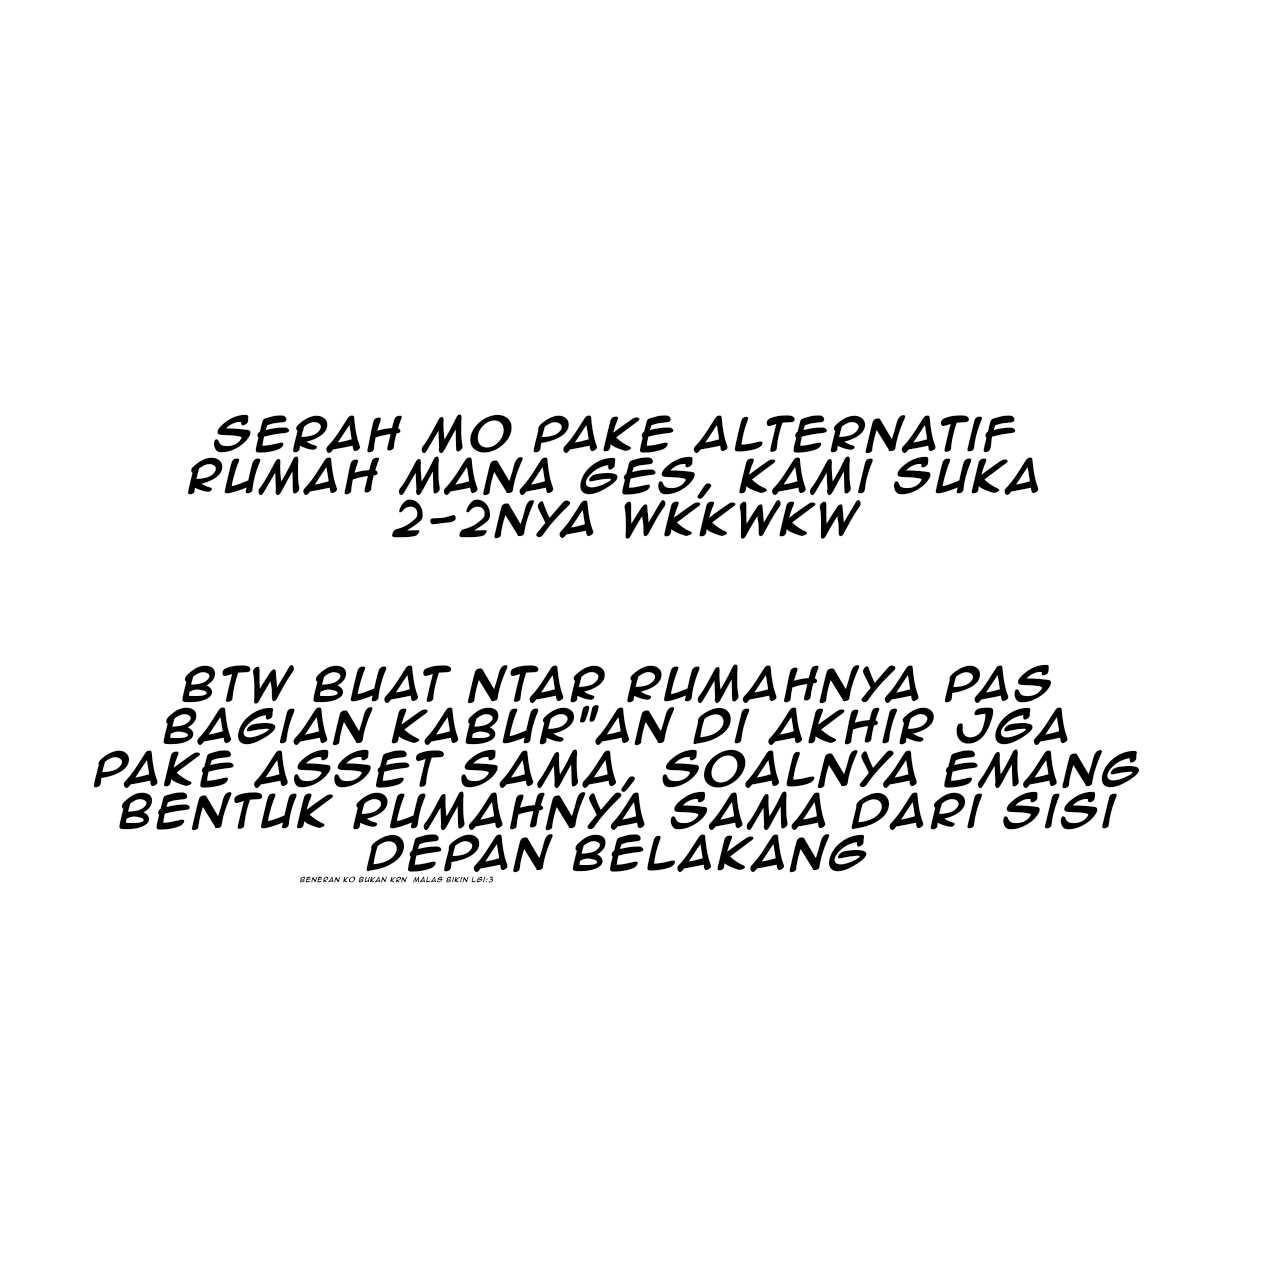 SERAH MO PAKE ALTERNATIF
RUMAH MANA GES, KAMI SUKA
2-2NYA WKKWKW
BTW BUAT NTAR RUMAHNYA PAS
BAGIAN KABUR"AN DI AKHIR JGA
PAKE ASSET SAMA, SOALNYA EMANG
BENTUK RUMAHNYA SAMA DARI SISI
DEPAN BELAKANG
BENERAN KO BUKAN KRN MALAS BIKIN LGI:3